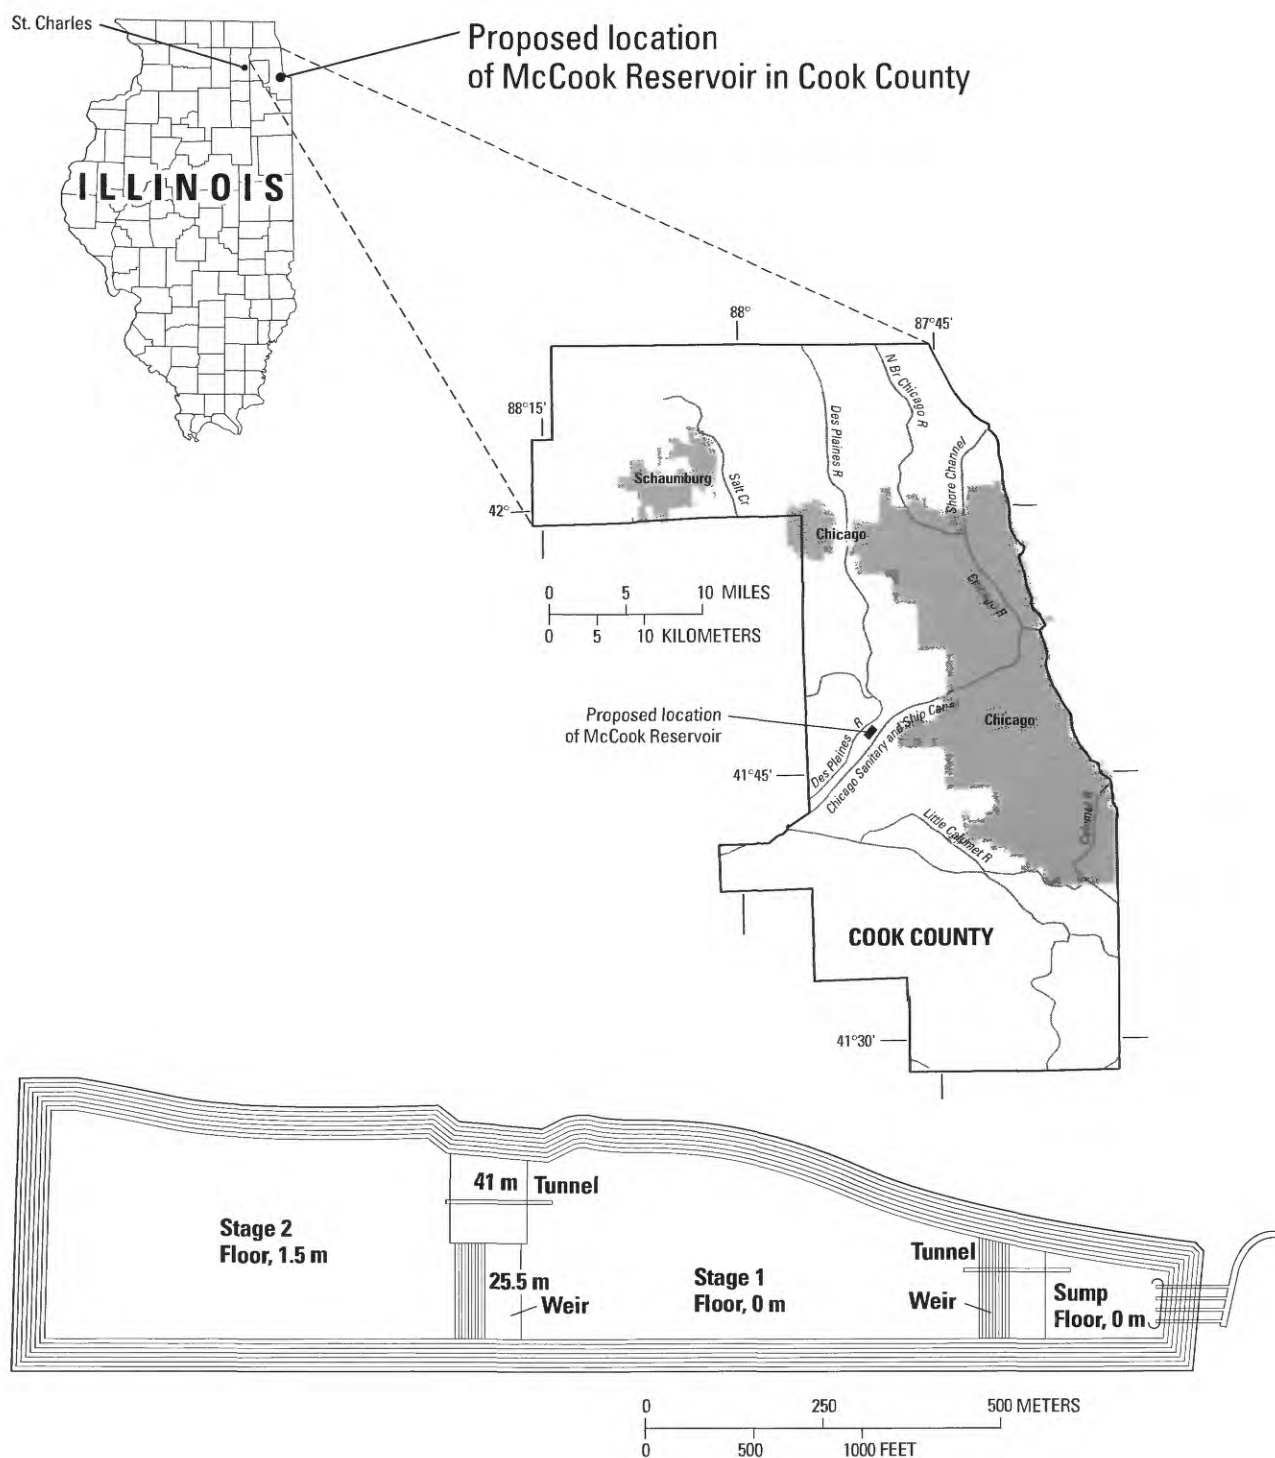 St. Charles
Proposed location
of McCook Reservoir in Cook County
ILLINOIS
88°
87°45'
88°15'
N Br Chicago R
Des Plaines R
Shore Channel
Schaumburg
Salt Cr
42°
Chicago
0 5 10 MILES
0 5 10 KILOMETERS
Chicago R
Proposed location
of McCook Reservoir
Des Plaines R
Chicago Sanitary and Ship Canal
Chicago
41°45'
Little Calumet R
Calumet R
COOK COUNTY
41°30'
41 m
Tunnel
Stage 2
Floor, 1.5 m
25.5 m
Weir
Stage 1
Floor, 0 m
Tunnel
Weir
Sump
Floor, 0 m
0 250 500 METERS
0 500 1000 FEET